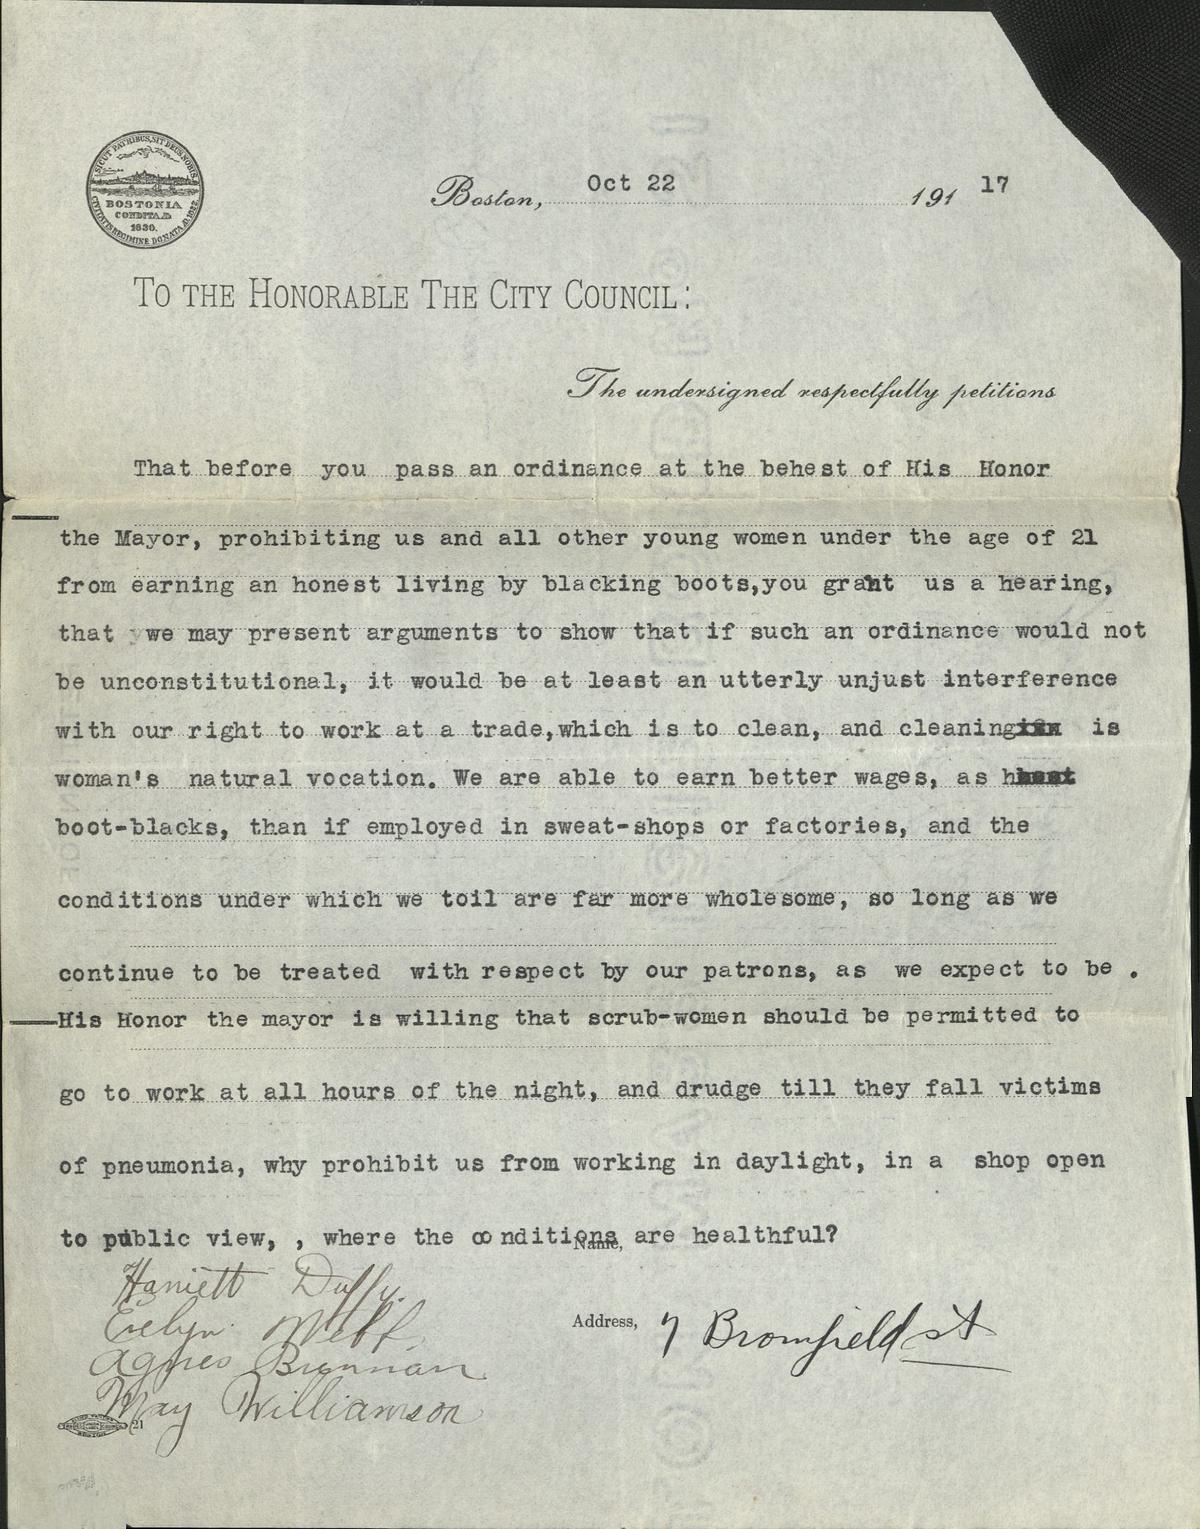 SICUT PATRIBUS, SIT DEUS NOBIS
BOSTONIA
CONDITA A.D.
1630.
CIVITATIS REGIMINE DONATA A.D. 1822.
Boston, Oct 22 191 17
TO THE HONORABLE THE CITY COUNCIL:
The undersigned respectfully petitions
That before you pass an ordinance at the behest of His Honor
the Mayor, prohibiting us and all other young women under the age of 21
from earning an honest living by blacking boots,you grant us a hearing,
that we may present arguments to show that if such an ordinance would not
be unconstitutional, it would be at least an utterly unjust interference
with our right to work at a trade,which is to clean, and cleaning is
woman's natural vocation. We are able to earn better wages, as
boot-blacks, than if employed in sweat-shops or factories, and the
conditions under which we toil are far more wholesome, so long as we
continue to be treated with respect by our patrons, as we expect to be .
His Honor the mayor is willing that scrub-women should be permitted to
go to work at all hours of the night, and drudge till they fall victims
of pneumonia, why prohibit us from working in daylight, in a shop open
to public view, , where the conditions are healthful?
Name,
Harriett Duffy.
Evelyn
Agnes Brennan
May Williamson
Address, 7 Bromfield St
21